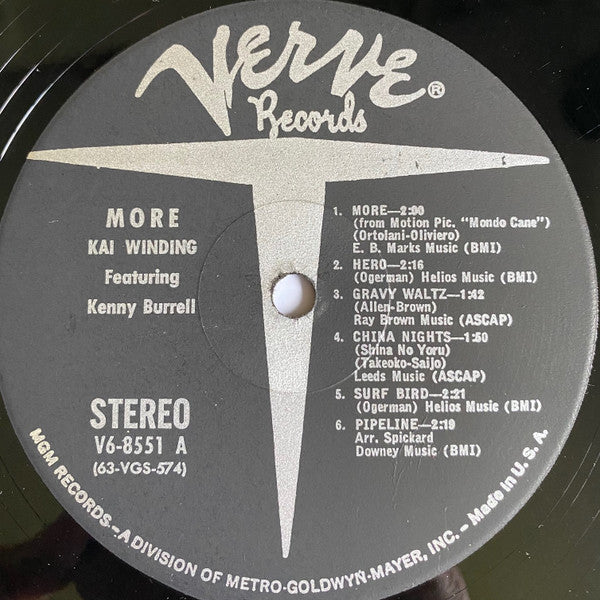 Verve®
Records
MORE
KAI WINDING
Featuring
Kenny Burrell
STEREO
V6-8551 A
(63-VGS-574)
1. MORE—2:00
(from Motion Pic. "Mondo Cane")
(Ortolani-Oliviero)
E. B. Marks Music (BMI)
2. HERO—2:16
(Ogerman) Helios Music (BMI)
3. GRAVY WALTZ—1:42
(Allen-Brown)
Ray Brown Music (ASCAP)
4. CHINA NIGHTS—1:50
(Shina No Yoru)
(Takeoko-Saijo)
Leeds Music (ASCAP)
5. SURF BIRD—2:21
(Ogerman) Helios Music (BMI)
6. PIPELINE—2:19
Arr. Spickard
Downey Music (BMI)
MGM RECORDS—A DIVISION OF METRO-GOLDWYN-MAYER, INC.—Made in U. S. A.